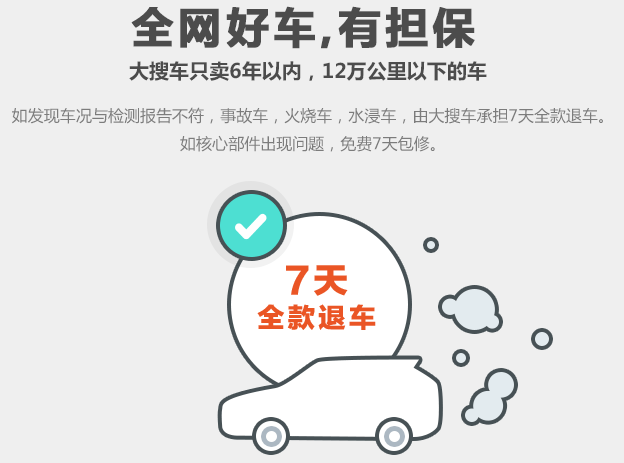 全网好车,有担保
大搜车只卖6年以内，12万公里以下的车
如发现车况与检测报告不符，事故车，火烧车，水浸车，由大搜车承担7天全款退车。
如核心部件出现问题，免费7天包修。
7天
全款退车